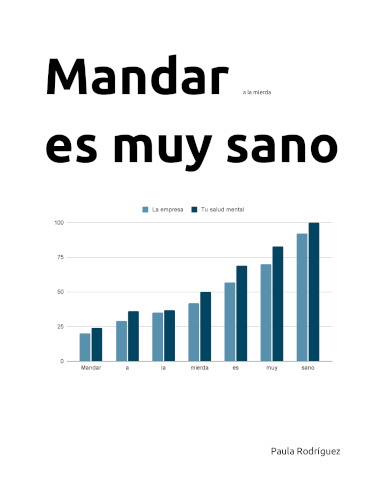 Mandar a la mierda
es muy sano
La empresa Tu salud mental
100
75
50
25
0
Mandar a la mierda es muy sano
Paula Rodríguez